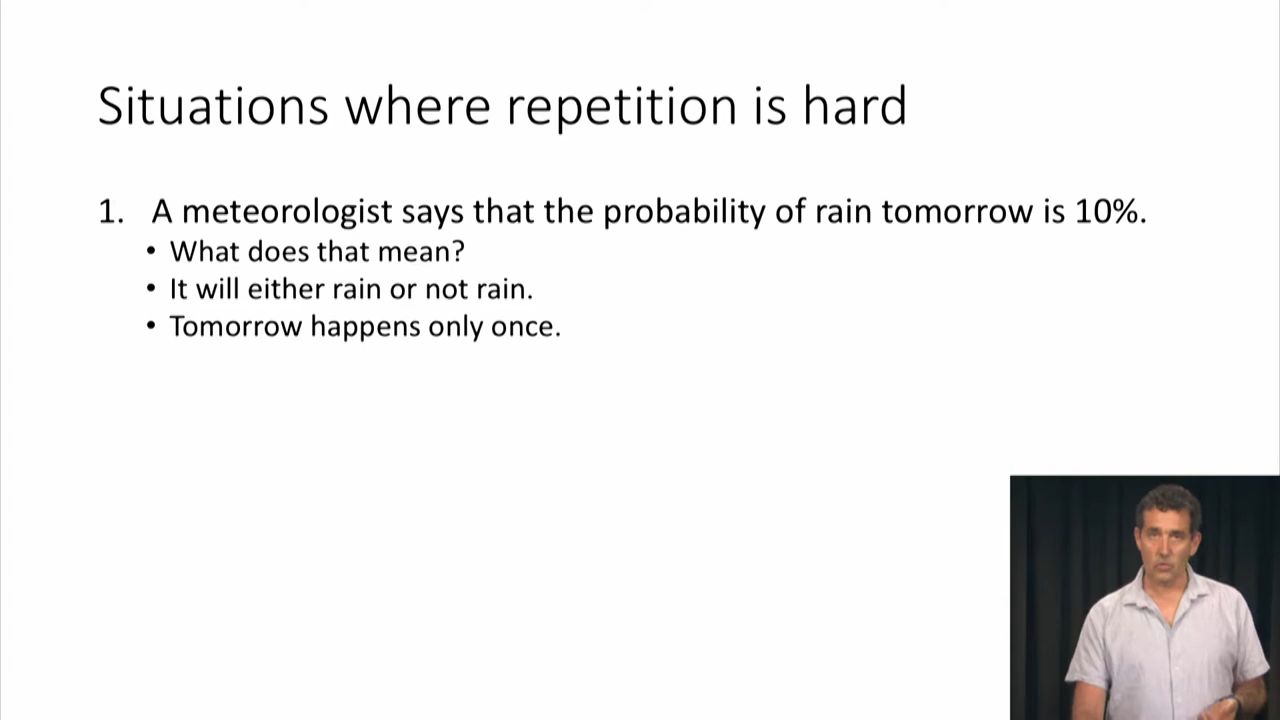 Situations where repetition is hard
1. A meteorologist says that the probability of rain tomorrow is 10%.
• What does that mean?
• It will either rain or not rain.
• Tomorrow happens only once.